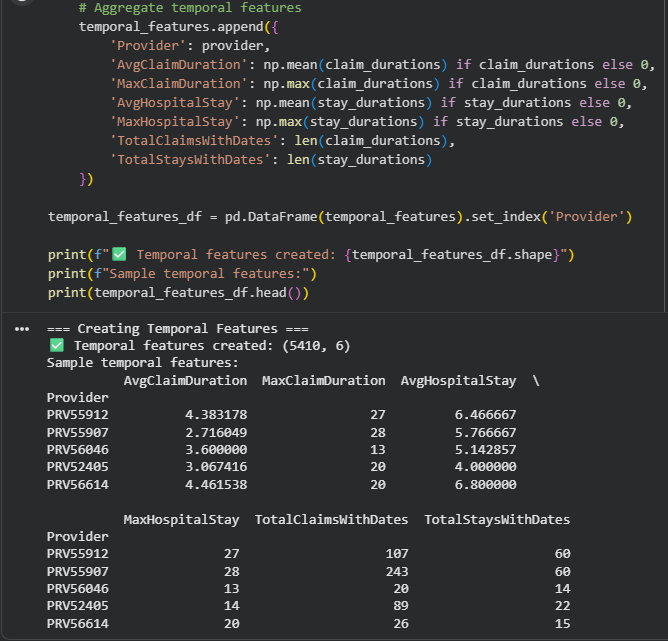 # Aggregate temporal features
temporal_features.append({
'Provider': provider,
'AvgClaimDuration': np.mean(claim_durations) if claim_durations else 0,
'MaxClaimDuration': np.max(claim_durations) if claim_durations else 0,
'AvgHospitalStay': np.mean(stay_durations) if stay_durations else 0,
'MaxHospitalStay': np.max(stay_durations) if stay_durations else 0,
'TotalClaimsWithDates': len(claim_durations),
'TotalStaysWithDates': len(stay_durations)
})
temporal_features_df = pd.DataFrame(temporal_features).set_index('Provider')
print(f"✅ Temporal features created: {temporal_features_df.shape}")
print(f"Sample temporal features:")
print(temporal_features_df.head())
=== Creating Temporal Features ===
✅ Temporal features created: (5410, 6)
Sample temporal features:
AvgClaimDuration MaxClaimDuration AvgHospitalStay \
Provider
PRV55912 4.383178 27 6.466667
PRV55907 2.716049 28 5.766667
PRV56046 3.600000 13 5.142857
PRV52405 3.067416 20 4.000000
PRV56614 4.461538 20 6.800000
MaxHospitalStay TotalClaimsWithDates TotalStaysWithDates
Provider
PRV55912 27 107 60
PRV55907 28 243 60
PRV56046 13 20 14
PRV52405 14 89 22
PRV56614 20 26 15